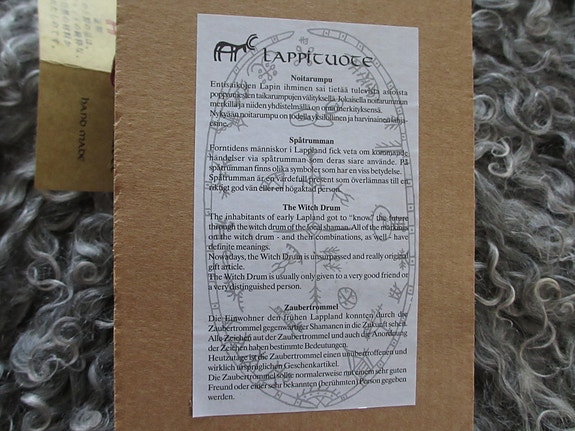 LAPPITUOTE
Noitarumpu
Entisaikojen Lapin ihminen sai tietää tulevista asioista
poppamiesten taikarumpujen välityksellä. Jokaisella noitarummun
merkillä ja niiden yhdistelmällä on oma merkityksensä.
Nykyään noitarumpu on todella yksilöllinen ja harvinainen lahja-
esine.
Spåtrumman
Forntidens människor i Lappland fick veta om kommande
händelser via spåtrumman som deras siare använde. På
spåtrumman finns olika symboler som har en viss betydelse.
Spåtrumman är en värdefull present som överlämnas till en
riktigt god vän eller en högaktad person.
The Witch Drum
The inhabitants of early Lapland got to "know" the future
through the witch drum of the local shaman. All of the markings
on the witch drum - and their combinations, as well - have
definite meanings.
Nowadays, the Witch Drum is unsurpassed and really original
gift article.
The Witch Drum is usually only given to a very good friend or
a very distinguished person.
Zaubertrommel
Die Einwohner den frühen Lappland konnten durch die
Zaubertrommel gegenwärtiger Shamanen in die Zukunft sehen.
Alle Zeichen auf der Zaubertrommel und auch die Anordnung
der Zeichen haben bestimmte Bedeutungen.
Heutzutage ist die Zaubertrommel einen unübertroffenen und
wirklich ursprüglichen Geschenkartikel.
Die Zaubertrommel sollte normalerweise mit einem sehr guten
Freund oder einer sehr bekannten (berühmten) Person gegeben
werden.
HAND MADE